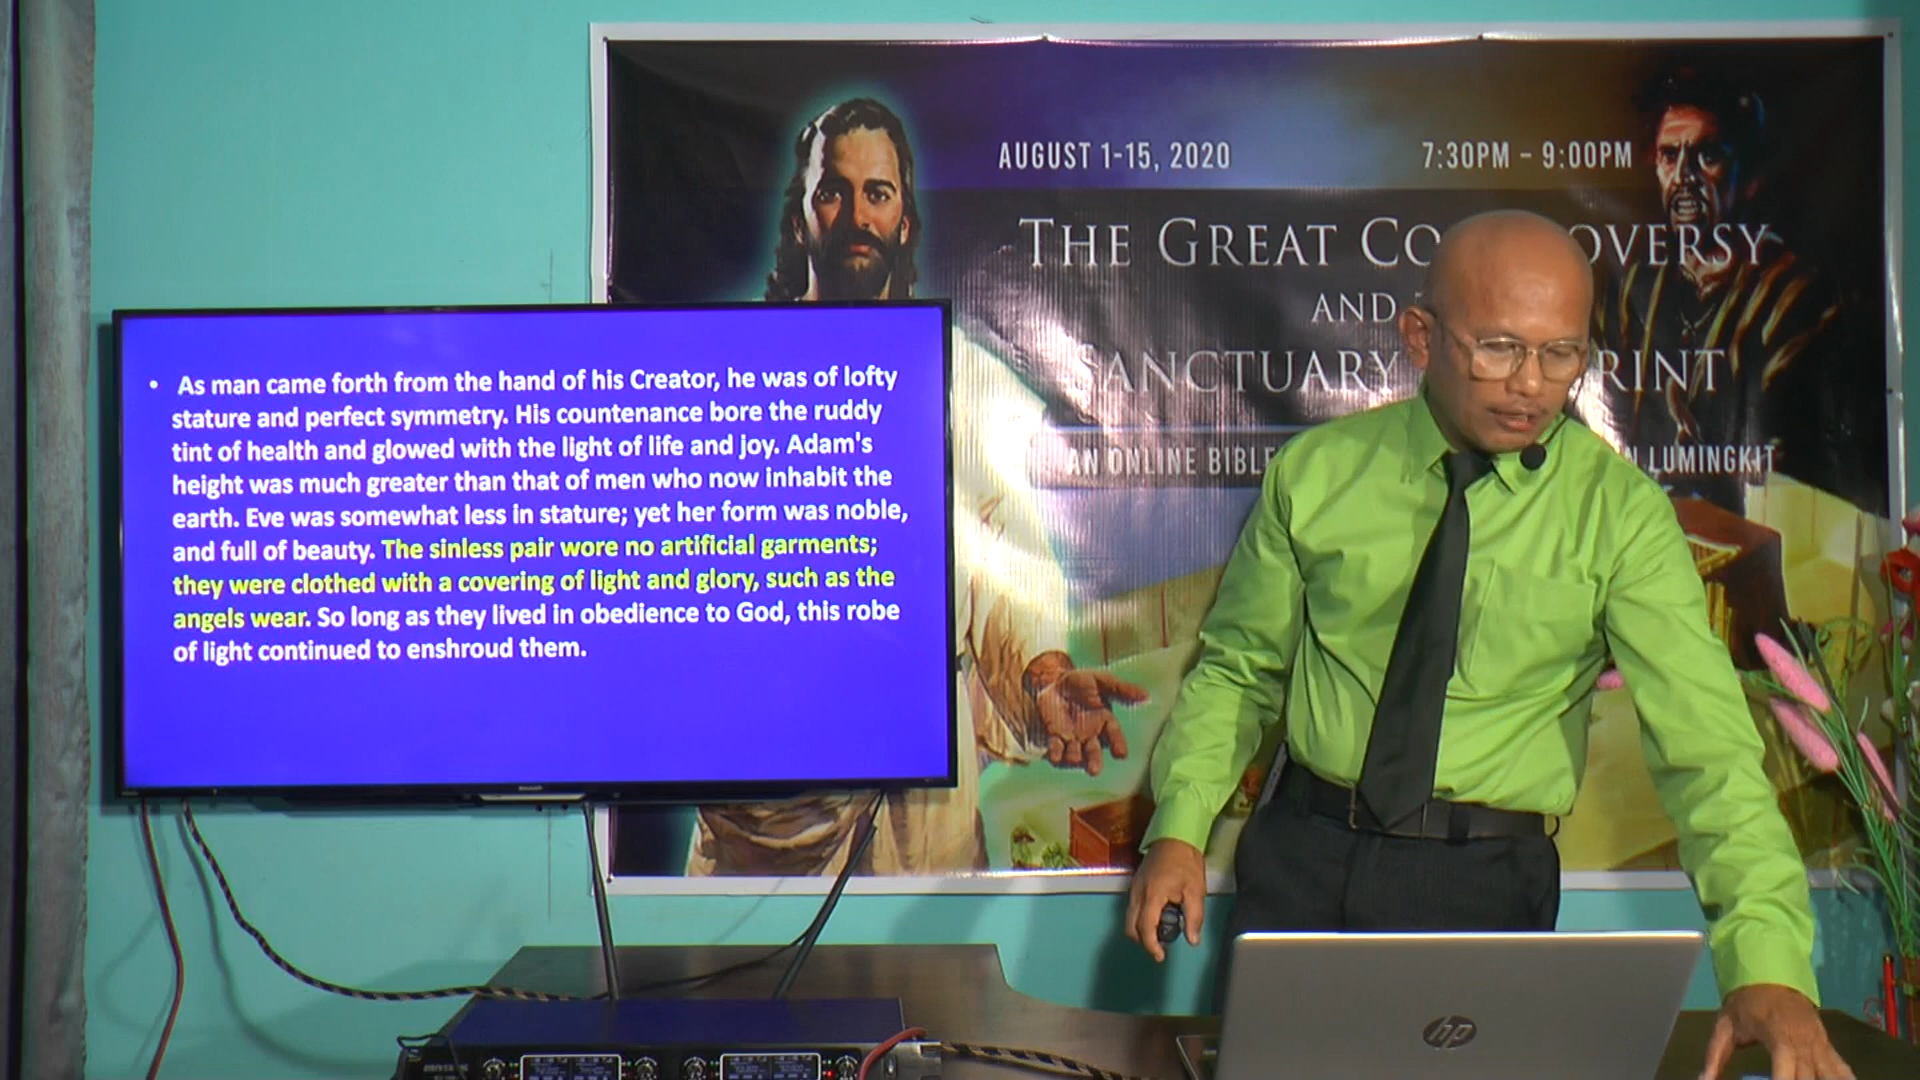 AUGUST 1-15, 2020 7:30PM – 9:00PM
THE GREAT CO OVERSY
AND
SANCTUARY RINT
AN ONLINE BIBLE N LUMINGKIT
• As man came forth from the hand of his Creator, he was of lofty
stature and perfect symmetry. His countenance bore the ruddy
tint of health and glowed with the light of life and joy. Adam's
height was much greater than that of men who now inhabit the
earth. Eve was somewhat less in stature; yet her form was noble,
and full of beauty. The sinless pair wore no artificial garments;
they were clothed with a covering of light and glory, such as the
angels wear. So long as they lived in obedience to God, this robe
of light continued to enshroud them.
SHARP
hp